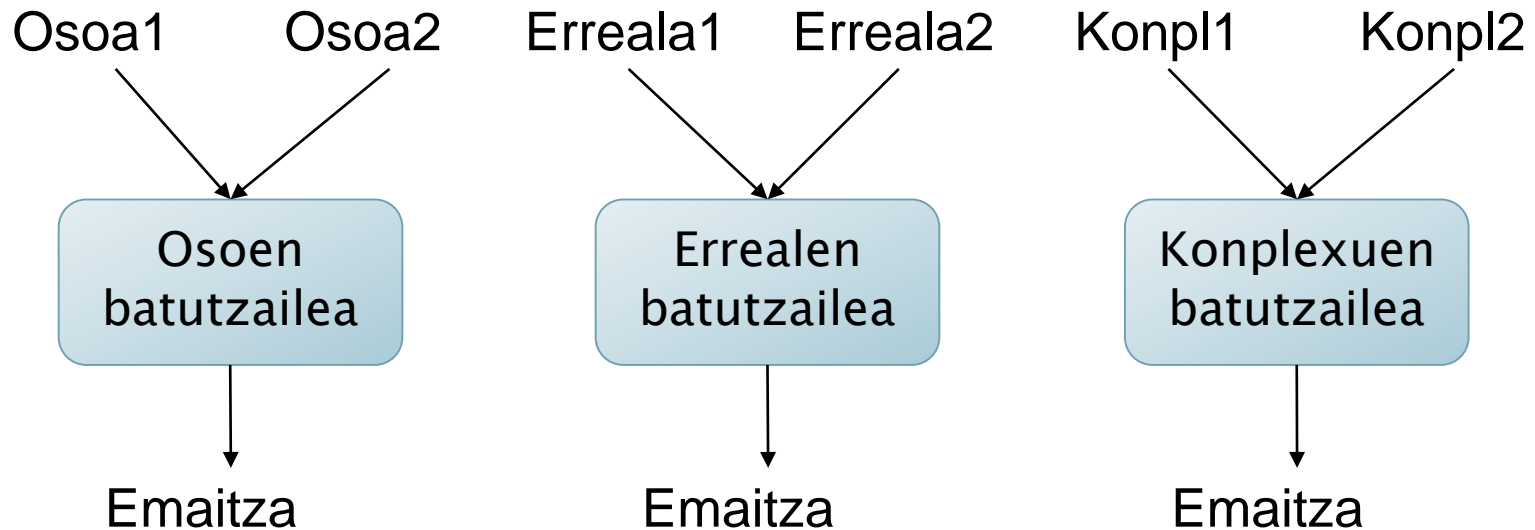 Osoa1 Osoa2 Erreala1 Erreala2 Konpl1 Konpl2
Osoen
batutzailea
Errealen
batutzailea
Konplexuen
batutzailea
Emaitza Emaitza Emaitza